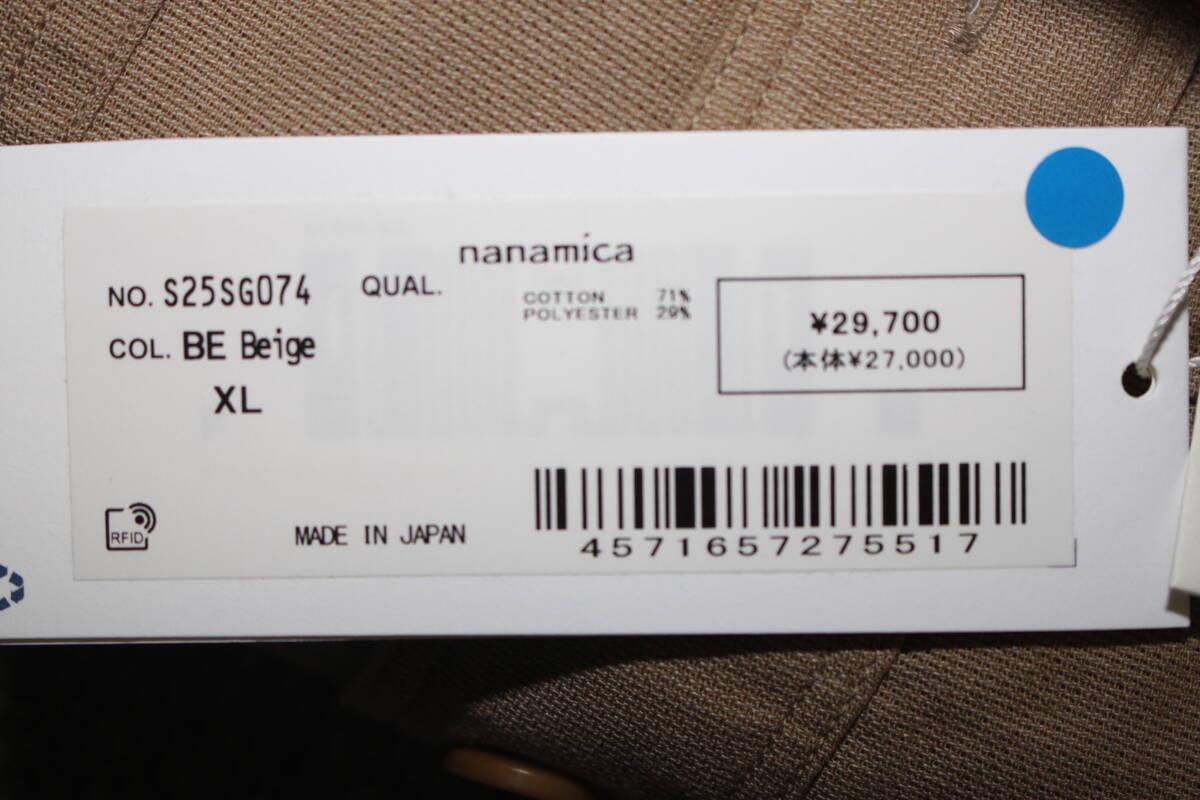 nanamica
NO. S25SG074
QUAL.
COTTON 71%
POLYESTER 29%
COL. BE Beige
XL
¥29,700
(本体¥27,000)
RFID
MADE IN JAPAN
4571657275517